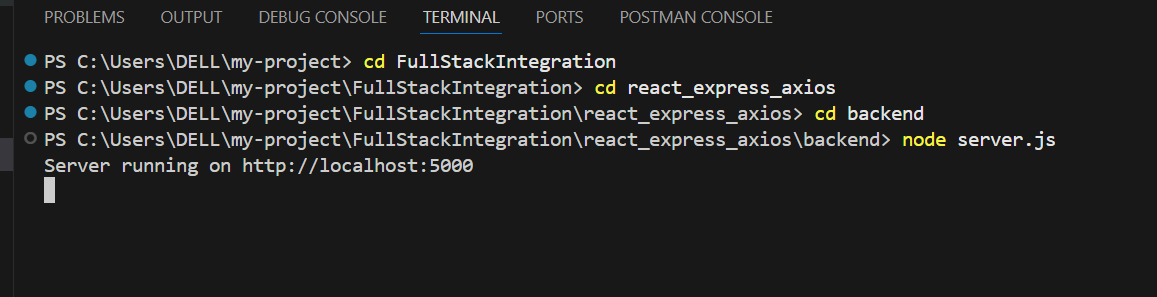 PROBLEMS OUTPUT DEBUG CONSOLE TERMINAL PORTS POSTMAN CONSOLE
PS C:\Users\DELL\my-project> cd FullStackIntegration
PS C:\Users\DELL\my-project\FullStackIntegration> cd react_express_axios
PS C:\Users\DELL\my-project\FullStackIntegration\react_express_axios> cd backend
PS C:\Users\DELL\my-project\FullStackIntegration\react_express_axios\backend> node server.js
Server running on http://localhost:5000